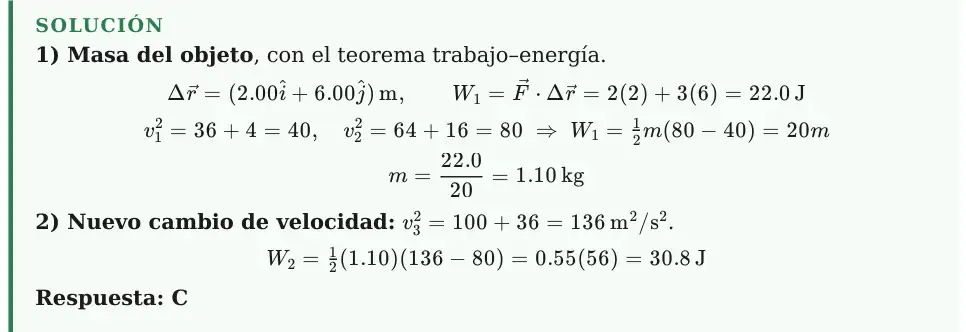 SOLUCIÓN
1) Masa del objeto, con el teorema trabajo–energía.
Δr⃗ = (2.00î + 6.00ĵ) m, W₁ = F⃗ · Δr⃗ = 2(2) + 3(6) = 22.0 J
v₁² = 36 + 4 = 40, v₂² = 64 + 16 = 80 ⇒ W₁ = ½m(80 − 40) = 20m
m = 22.0/20 = 1.10 kg
2) Nuevo cambio de velocidad: v₃² = 100 + 36 = 136 m²/s².
W₂ = ½(1.10)(136 − 80) = 0.55(56) = 30.8 J
Respuesta: C